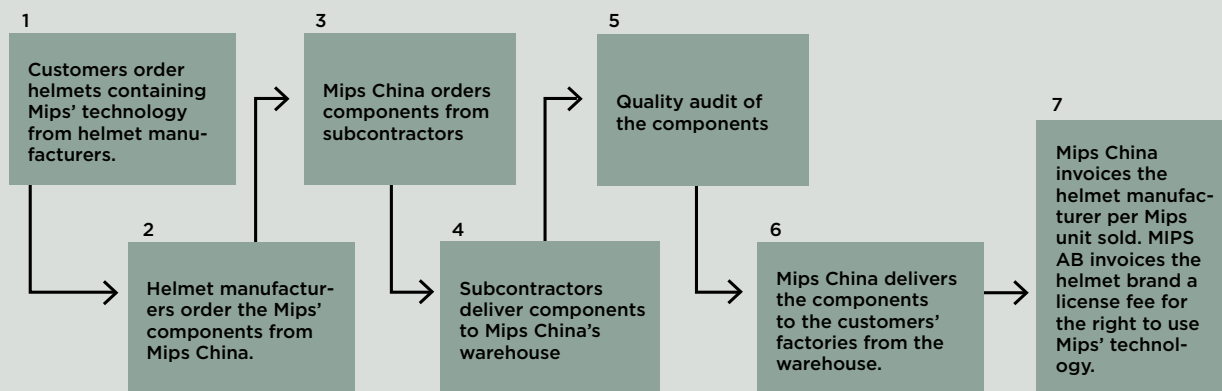 1
Customers order
helmets containing
Mips' technology
from helmet manu-
facturers.
2
Helmet manufactur-
ers order the Mips'
components from
Mips China.
3
Mips China orders
components from
subcontractors
4
Subcontractors
deliver components
to Mips China's
warehouse
5
Quality audit of
the components
6
Mips China delivers
the components
to the customers'
factories from the
warehouse.
7
Mips China
invoices the
helmet manufac-
turer per Mips
unit sold. MIPS
AB invoices the
helmet brand a
license fee for
the right to use
Mips' technol-
ogy.